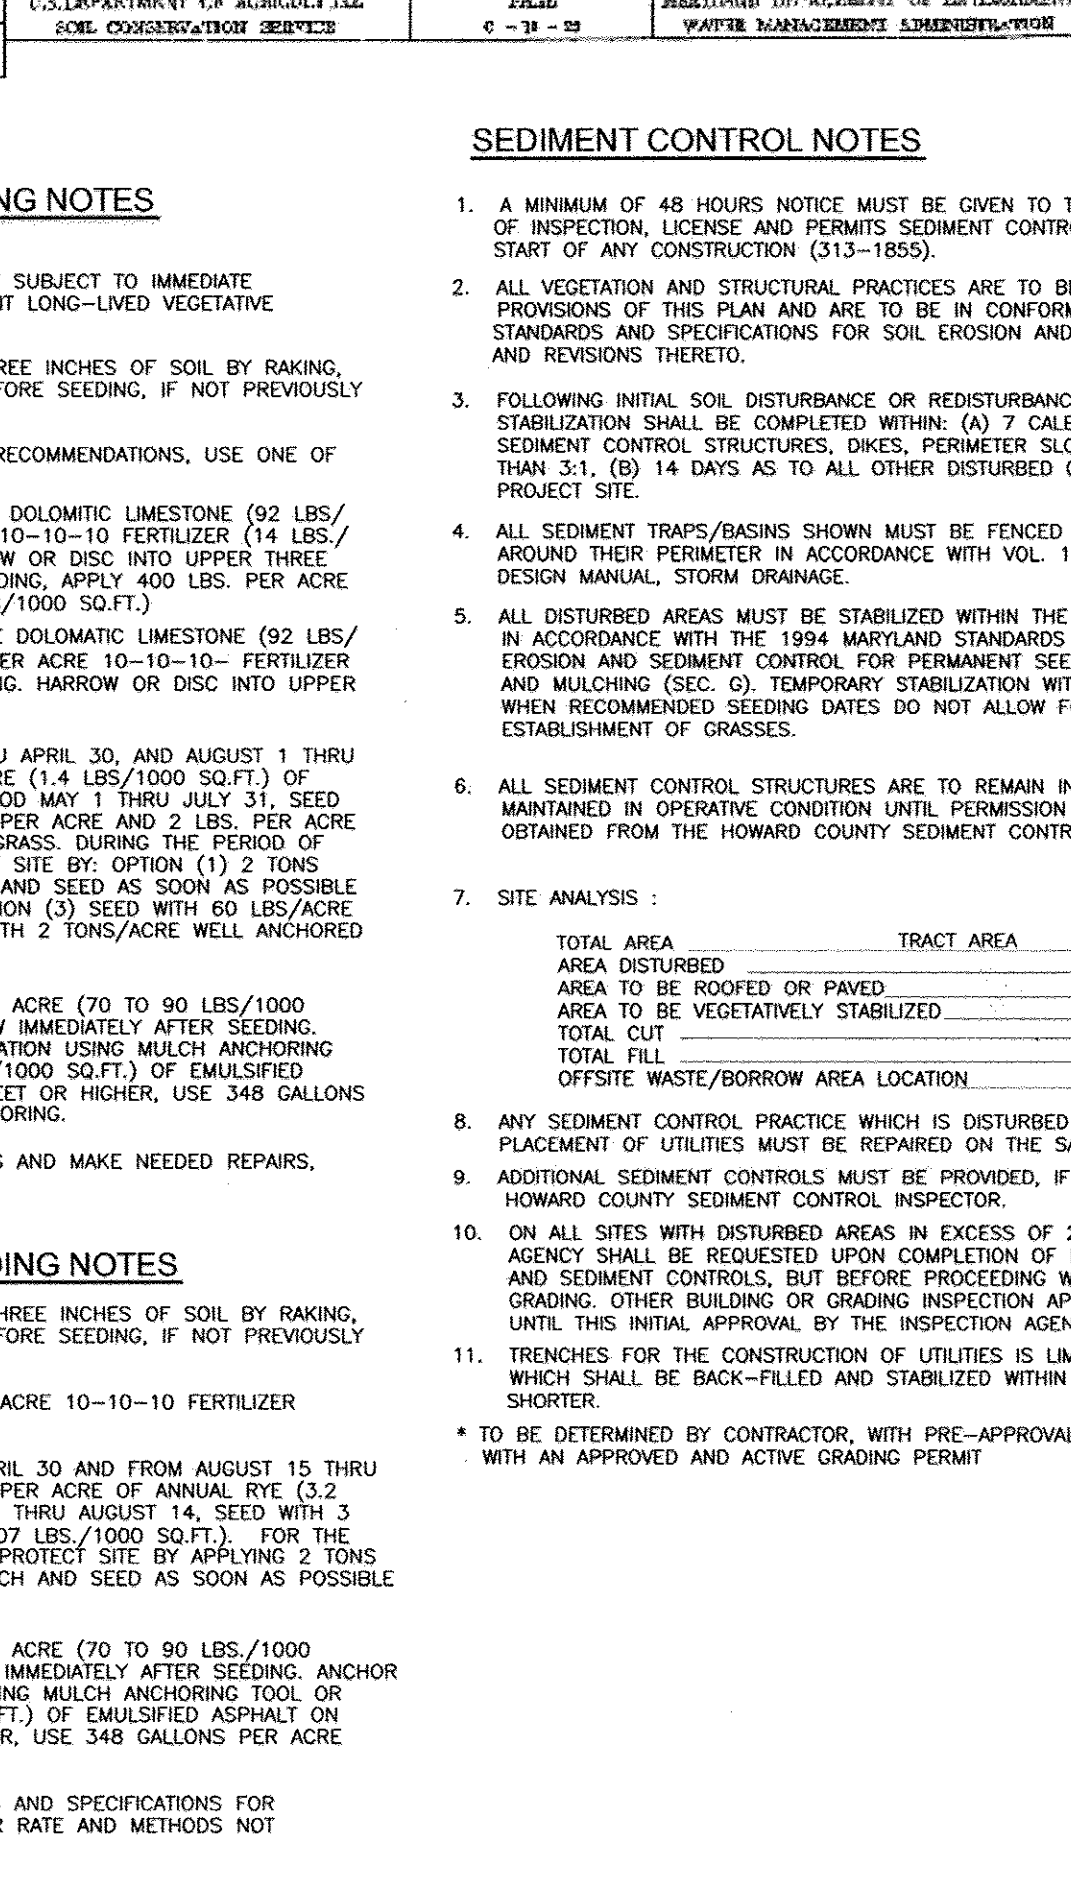 U.S. DEPARTMENT OF AGRICULTURE
SOIL CONSERVATION SERVICE
PAGE
WATER MANAGEMENT ADMINISTRATION
NG NOTES
SUBJECT TO IMMEDIATE
IT LONG-LIVED VEGETATIVE
REE INCHES OF SOIL BY RAKING,
FORE SEEDING, IF NOT PREVIOUSLY
RECOMMENDATIONS, USE ONE OF
DOLOMITIC LIMESTONE (92 LBS/
10-10-10 FERTILIZER (14 LBS./
W OR DISC INTO UPPER THREE
DING, APPLY 400 LBS. PER ACRE
/1000 SQ.FT.)
E DOLOMATIC LIMESTONE (92 LBS/
ER ACRE 10-10-10- FERTILIZER
NG. HARROW OR DISC INTO UPPER
U APRIL 30, AND AUGUST 1 THRU
RE (1.4 LBS/1000 SQ.FT.) OF
OD MAY 1 THRU JULY 31, SEED
PER ACRE AND 2 LBS. PER ACRE
GRASS. DURING THE PERIOD OF
SITE BY: OPTION (1) 2 TONS
AND SEED AS SOON AS POSSIBLE
ION (3) SEED WITH 60 LBS/ACRE
TH 2 TONS/ACRE WELL ANCHORED
ACRE (70 TO 90 LBS/1000
W IMMEDIATELY AFTER SEEDING.
ATION USING MULCH ANCHORING
/1000 SQ.FT.) OF EMULSIFIED
EET OR HIGHER, USE 348 GALLONS
ORING.
S AND MAKE NEEDED REPAIRS,
DING NOTES
HREE INCHES OF SOIL BY RAKING,
FORE SEEDING, IF NOT PREVIOUSLY
ACRE 10-10-10 FERTILIZER
RIL 30 AND FROM AUGUST 15 THRU
PER ACRE OF ANNUAL RYE (3.2
THRU AUGUST 14, SEED WITH 3
07 LBS./1000 SQ.FT.). FOR THE
PROTECT SITE BY APPLYING 2 TONS
CH AND SEED AS SOON AS POSSIBLE
ACRE (70 TO 90 LBS./1000
IMMEDIATELY AFTER SEEDING. ANCHOR
ING MULCH ANCHORING TOOL OR
FT.) OF EMULSIFIED ASPHALT ON
R, USE 348 GALLONS PER ACRE
S AND SPECIFICATIONS FOR
R RATE AND METHODS NOT
SEDIMENT CONTROL NOTES
1. A MINIMUM OF 48 HOURS NOTICE MUST BE GIVEN TO T
OF INSPECTION, LICENSE AND PERMITS SEDIMENT CONTR
START OF ANY CONSTRUCTION (313-1855).
2. ALL VEGETATION AND STRUCTURAL PRACTICES ARE TO BE
PROVISIONS OF THIS PLAN AND ARE TO BE IN CONFORM
STANDARDS AND SPECIFICATIONS FOR SOIL EROSION AND
AND REVISIONS THERETO.
3. FOLLOWING INITIAL SOIL DISTURBANCE OR REDISTURBANC
STABILIZATION SHALL BE COMPLETED WITHIN: (A) 7 CALE
SEDIMENT CONTROL STRUCTURES, DIKES, PERIMETER SLO
THAN 3:1, (B) 14 DAYS AS TO ALL OTHER DISTURBED
PROJECT SITE.
4. ALL SEDIMENT TRAPS/BASINS SHOWN MUST BE FENCED
AROUND THEIR PERIMETER IN ACCORDANCE WITH VOL. 1
DESIGN MANUAL, STORM DRAINAGE.
5. ALL DISTURBED AREAS MUST BE STABILIZED WITHIN THE
IN ACCORDANCE WITH THE 1994 MARYLAND STANDARDS
EROSION AND SEDIMENT CONTROL FOR PERMANENT SEE
AND MULCHING (SEC. G). TEMPORARY STABILIZATION WIT
WHEN RECOMMENDED SEEDING DATES DO NOT ALLOW F
ESTABLISHMENT OF GRASSES.
6. ALL SEDIMENT CONTROL STRUCTURES ARE TO REMAIN IN
MAINTAINED IN OPERATIVE CONDITION UNTIL PERMISSION
OBTAINED FROM THE HOWARD COUNTY SEDIMENT CONTR
7. SITE ANALYSIS :
TOTAL AREA TRACT AREA
AREA DISTURBED
AREA TO BE ROOFED OR PAVED
AREA TO BE VEGETATIVELY STABILIZED
TOTAL CUT
TOTAL FILL
OFFSITE WASTE/BORROW AREA LOCATION
8. ANY SEDIMENT CONTROL PRACTICE WHICH IS DISTURBED
PLACEMENT OF UTILITIES MUST BE REPAIRED ON THE SA
9. ADDITIONAL SEDIMENT CONTROLS MUST BE PROVIDED, IF
HOWARD COUNTY SEDIMENT CONTROL INSPECTOR.
10. ON ALL SITES WITH DISTURBED AREAS IN EXCESS OF 2
AGENCY SHALL BE REQUESTED UPON COMPLETION OF
AND SEDIMENT CONTROLS, BUT BEFORE PROCEEDING W
GRADING. OTHER BUILDING OR GRADING INSPECTION AP
UNTIL THIS INITIAL APPROVAL BY THE INSPECTION AGEN
11. TRENCHES FOR THE CONSTRUCTION OF UTILITIES IS LIM
WHICH SHALL BE BACK-FILLED AND STABILIZED WITHIN
SHORTER.
* TO BE DETERMINED BY CONTRACTOR, WITH PRE-APPROVAL
WITH AN APPROVED AND ACTIVE GRADING PERMIT